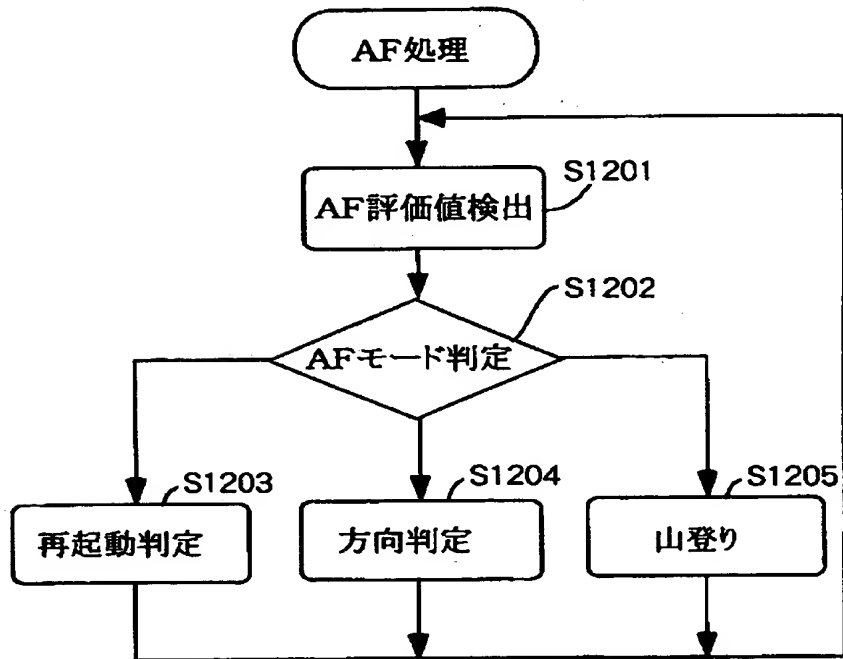 AF処理
S1201
AF評価値検出
S1202
AFモード判定
S1203
再起動判定
S1204
方向判定
S1205
山登り